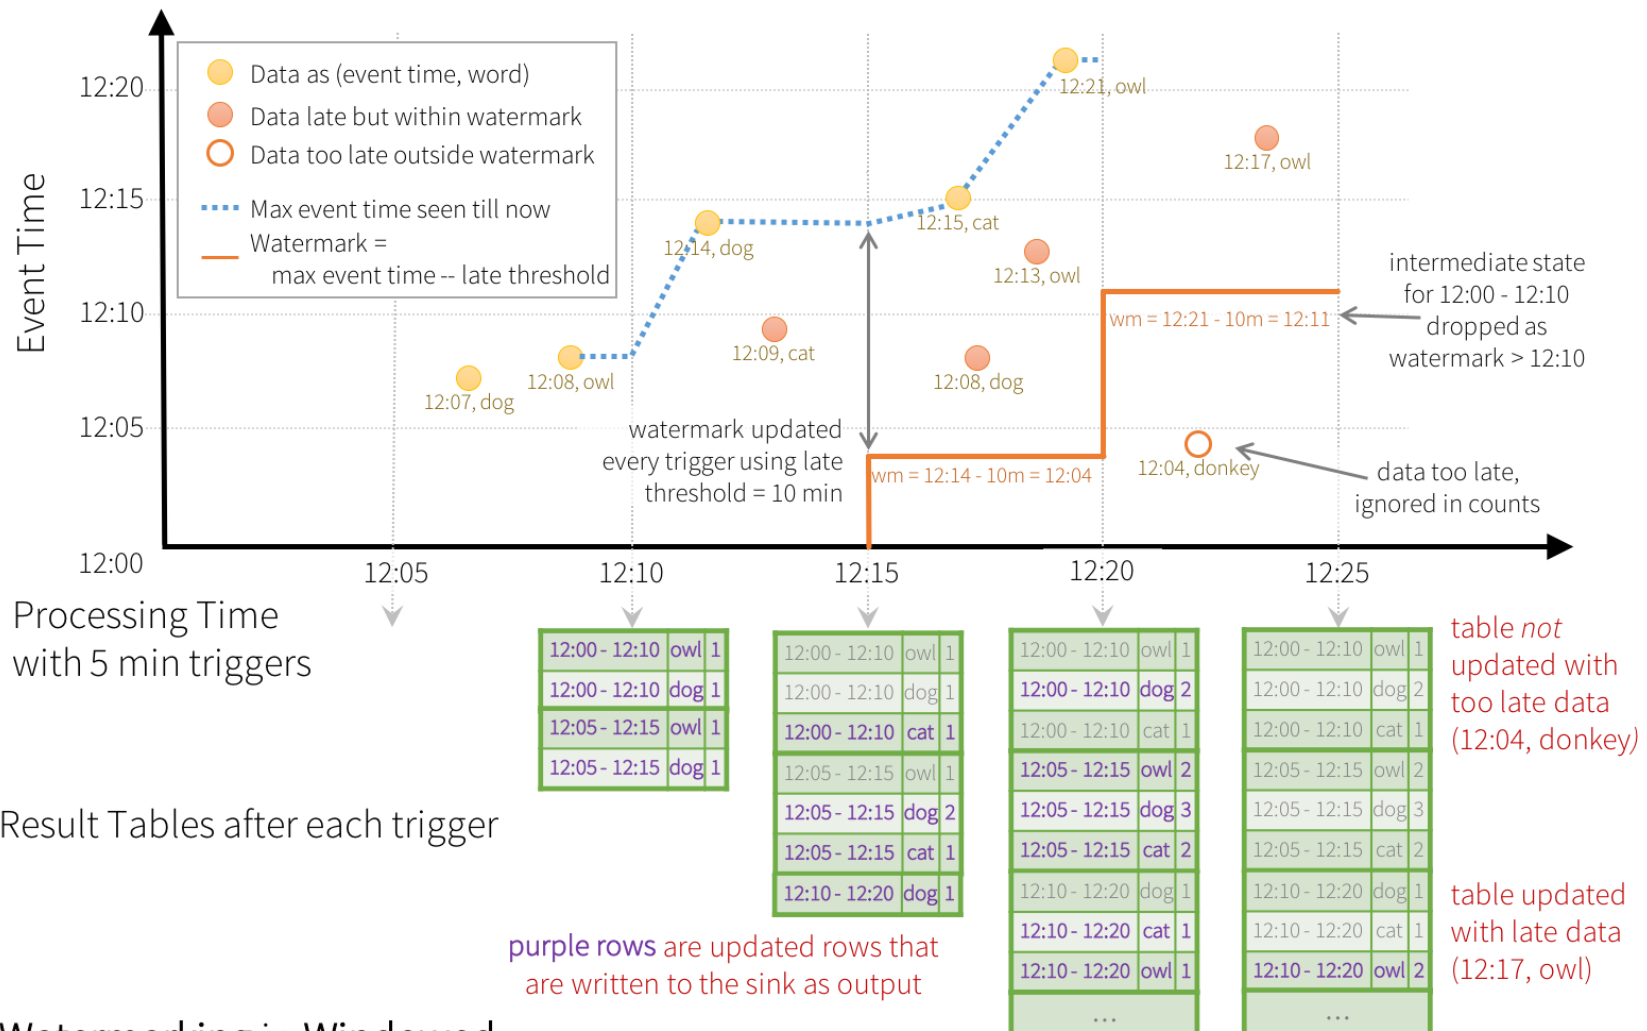 Data as (event time, word)
Data late but within watermark
Data too late outside watermark
Max event time seen till now
Watermark =
max event time -- late threshold
Event Time
12:20
12:15
12:10
12:05
12:00
12:21, owl
12:17, owl
12:15, cat
12:14, dog
12:13, owl
12:09, cat
12:08, owl
12:08, dog
12:07, dog
12:04, donkey
wm = 12:21 - 10m = 12:11
wm = 12:14 - 10m = 12:04
intermediate state
for 12:00 - 12:10
dropped as
watermark > 12:10
watermark updated
every trigger using late
threshold = 10 min
data too late,
ignored in counts
12:05
12:10
12:15
12:20
12:25
Processing Time
with 5 min triggers
Result Tables after each trigger
12:00 - 12:10 owl 1
12:00 - 12:10 dog 1
12:05 - 12:15 owl 1
12:05 - 12:15 dog 1
12:00 - 12:10 owl 1
12:00 - 12:10 dog 1
12:00 - 12:10 cat 1
12:05 - 12:15 owl 1
12:05 - 12:15 dog 2
12:05 - 12:15 cat 1
12:10 - 12:20 dog 1
12:00 - 12:10 owl 1
12:00 - 12:10 dog 2
12:00 - 12:10 cat 1
12:05 - 12:15 owl 2
12:05 - 12:15 dog 3
12:05 - 12:15 cat 2
12:10 - 12:20 dog 1
12:10 - 12:20 cat 1
12:10 - 12:20 owl 1
...
12:00 - 12:10 owl 1
12:00 - 12:10 dog 2
12:00 - 12:10 cat 1
12:05 - 12:15 owl 2
12:05 - 12:15 dog 3
12:05 - 12:15 cat 2
12:10 - 12:20 dog 1
12:10 - 12:20 cat 1
12:10 - 12:20 owl 2
...
table not
updated with
too late data
(12:04, donkey)
table updated
with late data
(12:17, owl)
purple rows are updated rows that
are written to the sink as output